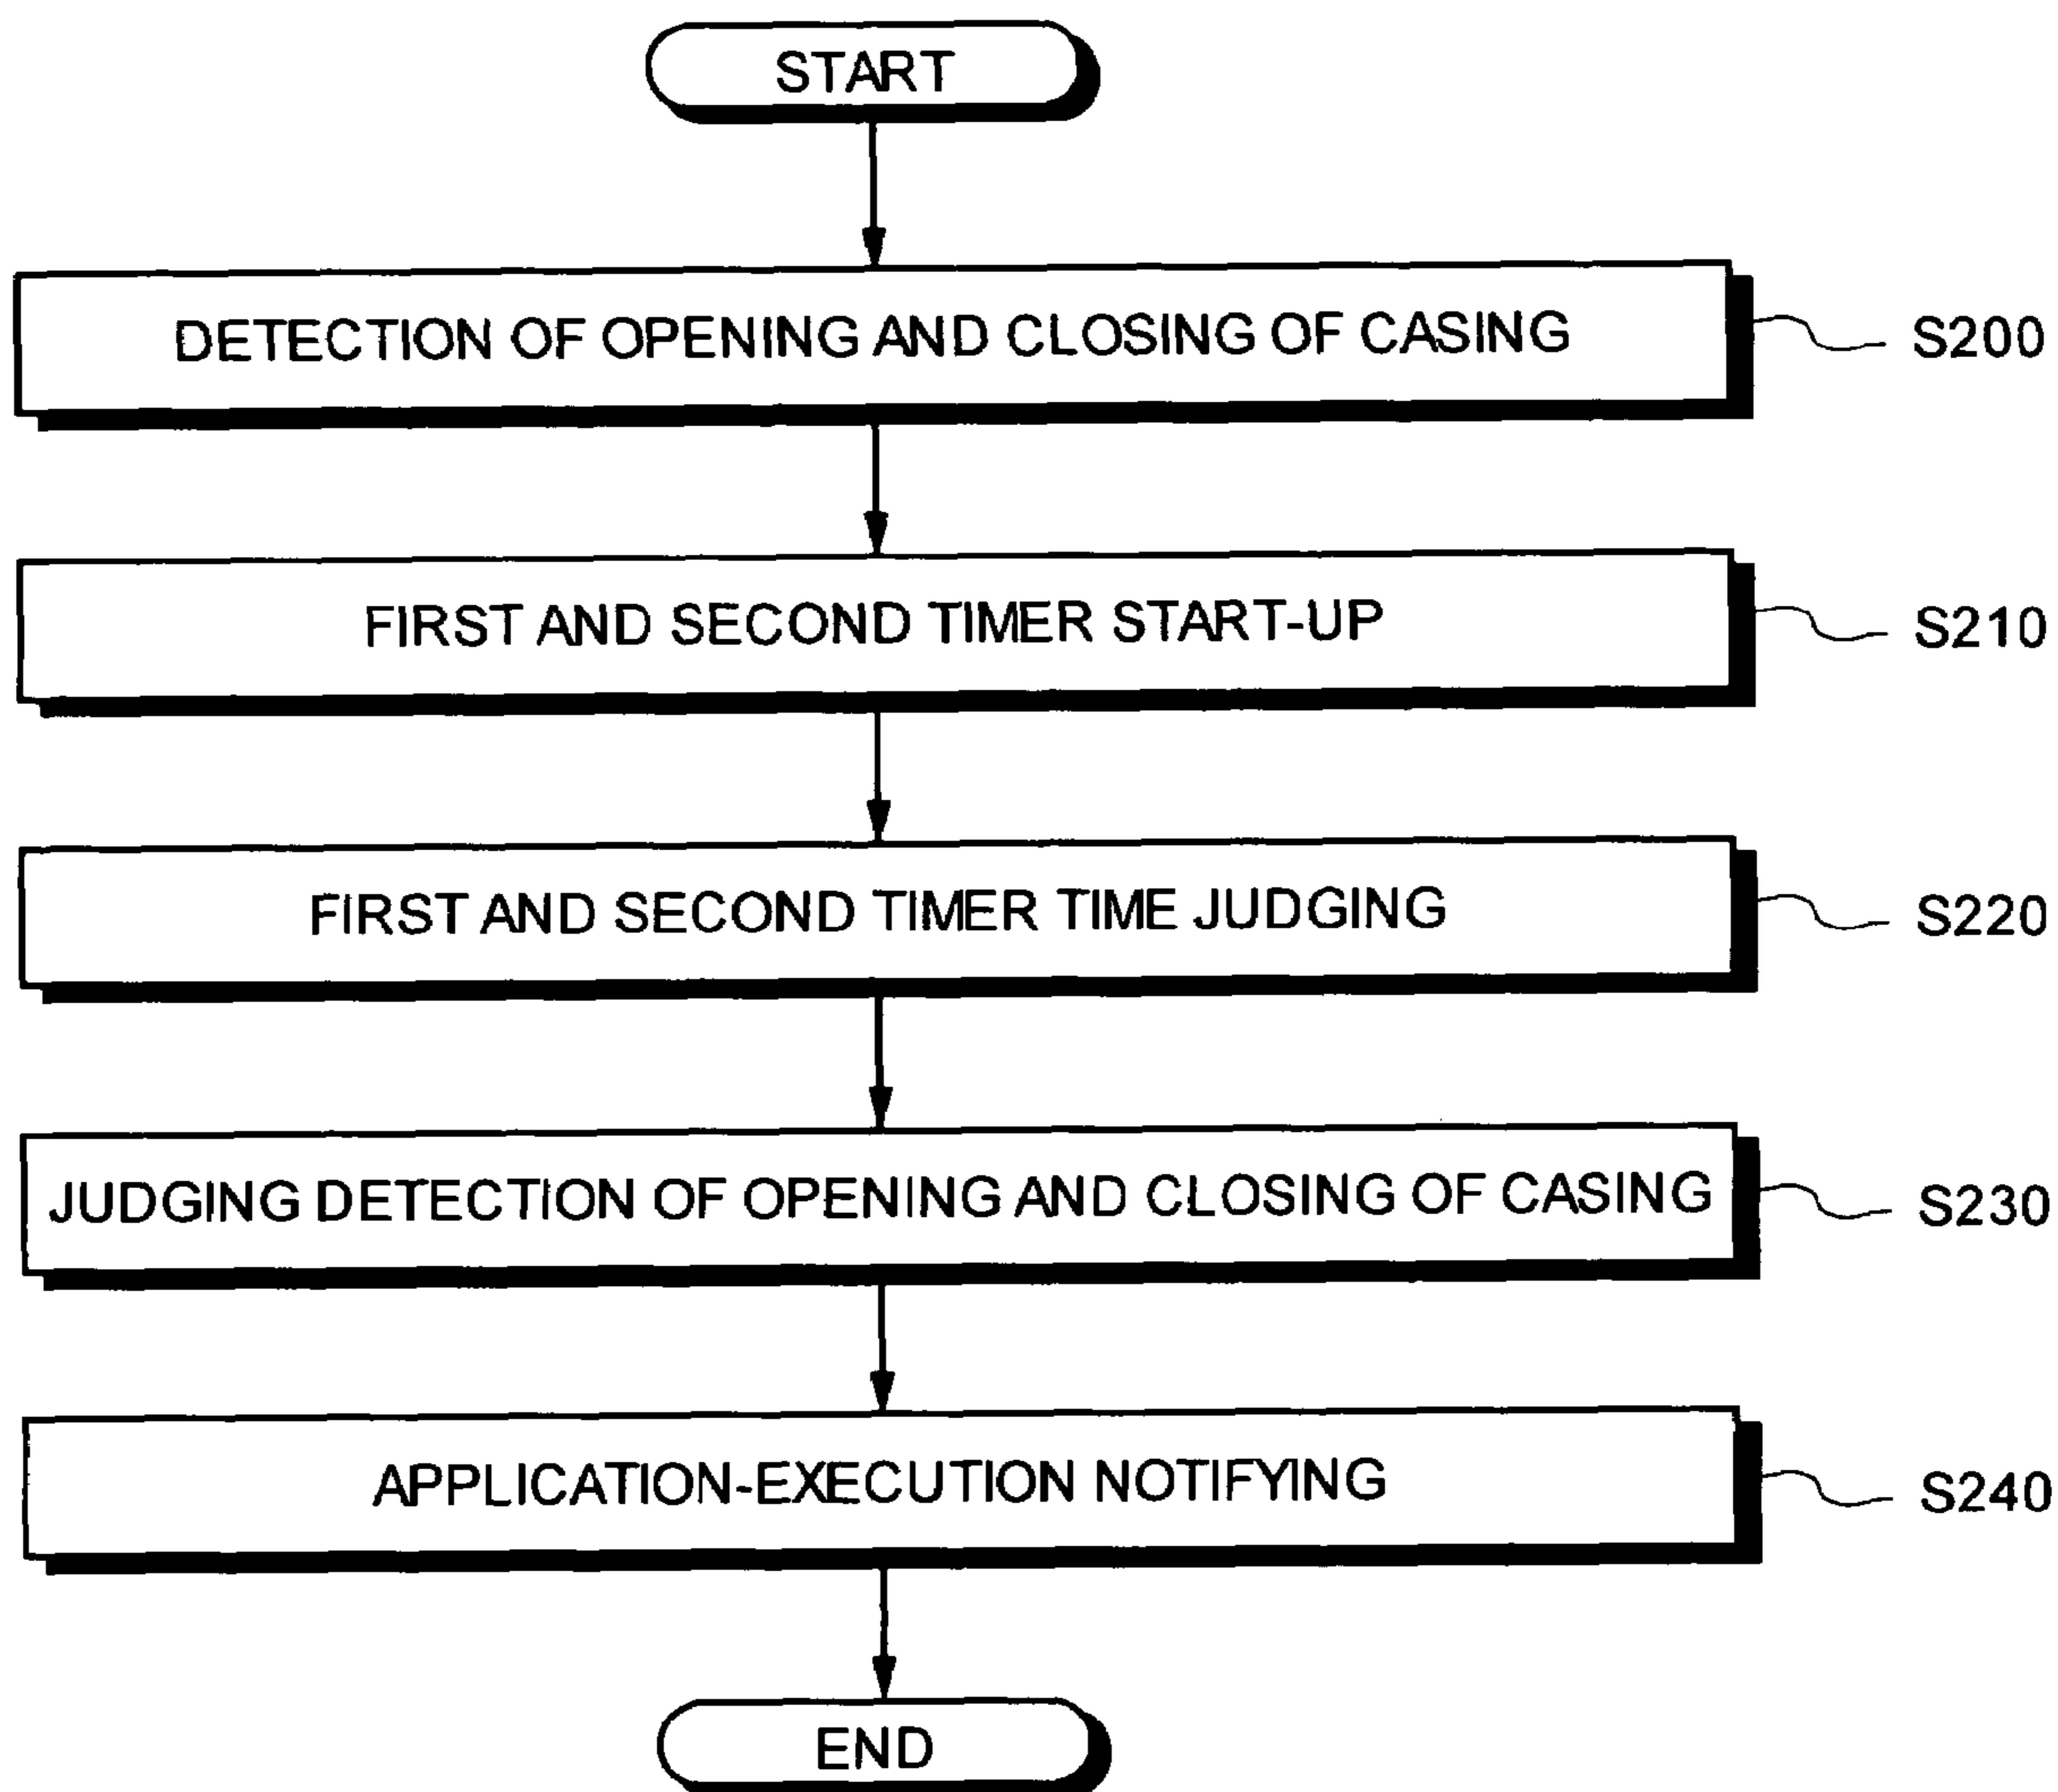 START
DETECTION OF OPENING AND CLOSING OF CASING S200
FIRST AND SECOND TIMER START-UP S210
FIRST AND SECOND TIMER TIME JUDGING S220
JUDGING DETECTION OF OPENING AND CLOSING OF CASING S230
APPLICATION-EXECUTION NOTIFYING S240
END